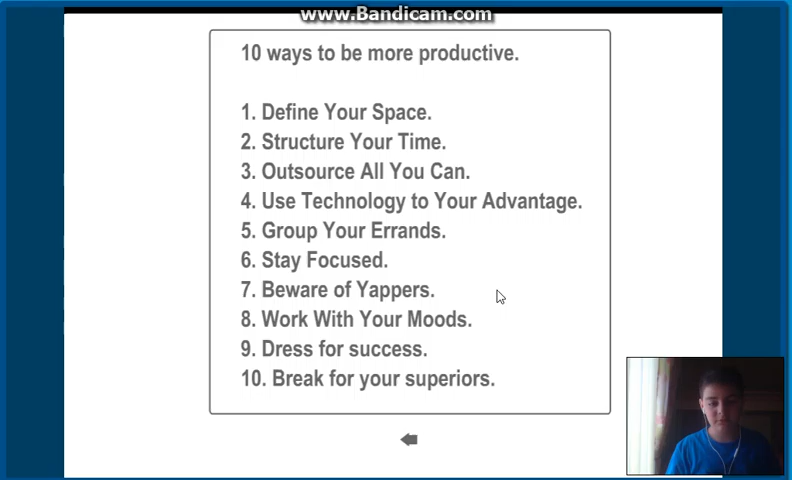 www.Bandicam.com
10 ways to be more productive.
1. Define Your Space.
2. Structure Your Time.
3. Outsource All You Can.
4. Use Technology to Your Advantage.
5. Group Your Errands.
6. Stay Focused.
7. Beware of Yappers.
8. Work With Your Moods.
9. Dress for success.
10. Break for your superiors.